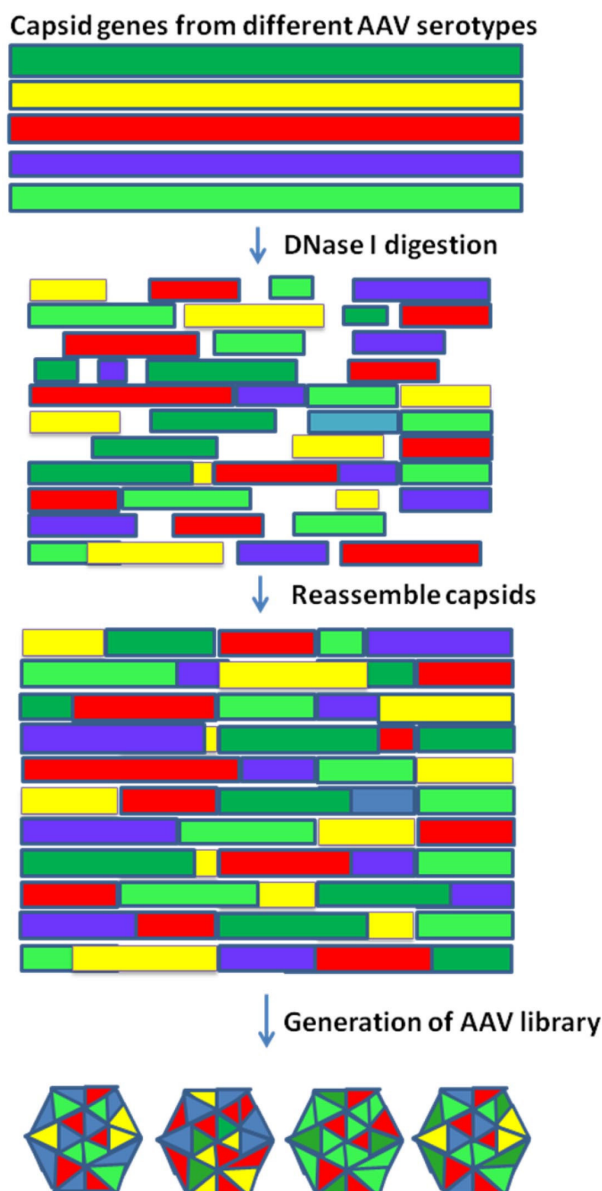 Capsid genes from different AAV serotypes
DNase I digestion
Reassemble capsids
Generation of AAV library